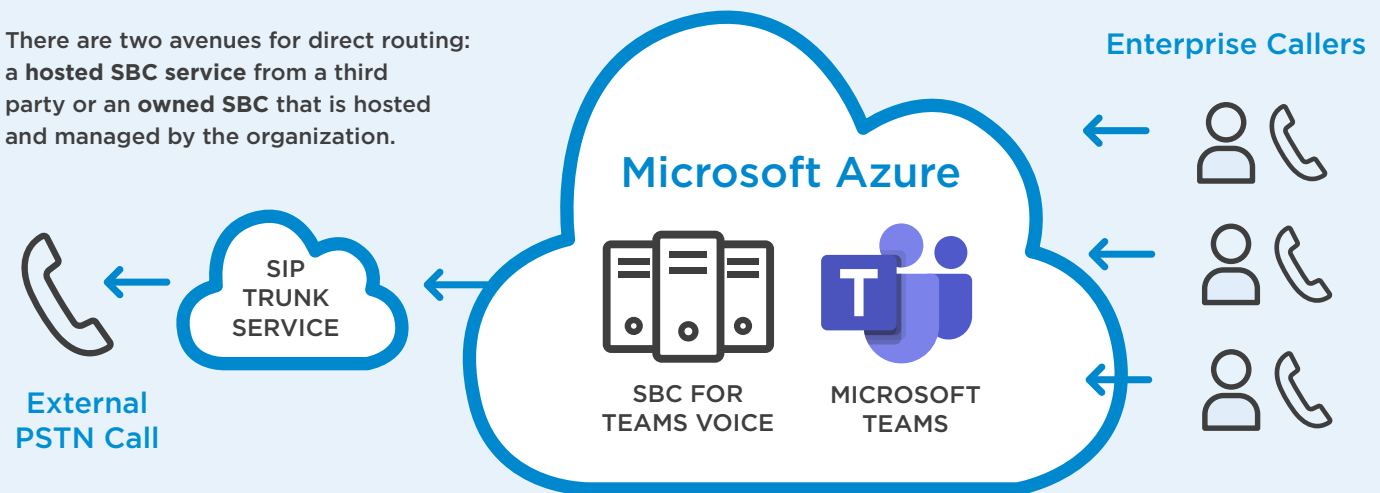 There are two avenues for direct routing:
a hosted SBC service from a third
party or an owned SBC that is hosted
and managed by the organization.
Enterprise Callers
Microsoft Azure
SIP
TRUNK
SERVICE
T
SBC FOR
TEAMS VOICE
MICROSOFT
TEAMS
External
PSTN Call